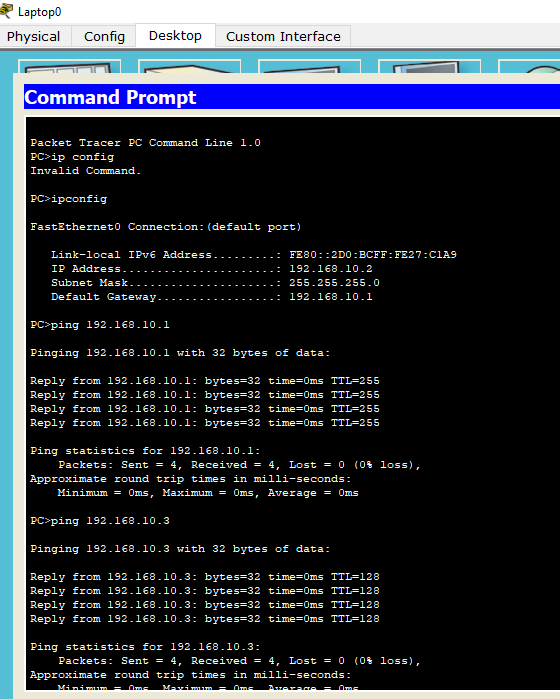 Laptop0
Physical Config Desktop Custom Interface
Command Prompt
Packet Tracer PC Command Line 1.0
PC>ip config
Invalid Command.
PC>ipconfig
FastEthernet0 Connection:(default port)
Link-local IPv6 Address.........: FE80::2D0:BCFF:FE27:C1A9
IP Address......................: 192.168.10.2
Subnet Mask.....................: 255.255.255.0
Default Gateway.................: 192.168.10.1
PC>ping 192.168.10.1
Pinging 192.168.10.1 with 32 bytes of data:
Reply from 192.168.10.1: bytes=32 time=0ms TTL=255
Reply from 192.168.10.1: bytes=32 time=0ms TTL=255
Reply from 192.168.10.1: bytes=32 time=0ms TTL=255
Reply from 192.168.10.1: bytes=32 time=0ms TTL=255
Ping statistics for 192.168.10.1:
Packets: Sent = 4, Received = 4, Lost = 0 (0% loss),
Approximate round trip times in milli-seconds:
Minimum = 0ms, Maximum = 0ms, Average = 0ms
PC>ping 192.168.10.3
Pinging 192.168.10.3 with 32 bytes of data:
Reply from 192.168.10.3: bytes=32 time=0ms TTL=128
Reply from 192.168.10.3: bytes=32 time=0ms TTL=128
Reply from 192.168.10.3: bytes=32 time=0ms TTL=128
Reply from 192.168.10.3: bytes=32 time=0ms TTL=128
Ping statistics for 192.168.10.3:
Packets: Sent = 4, Received = 4, Lost = 0 (0% loss),
Approximate round trip times in milli-seconds:
Minimum = 0ms, Maximum = 0ms, Average = 0ms